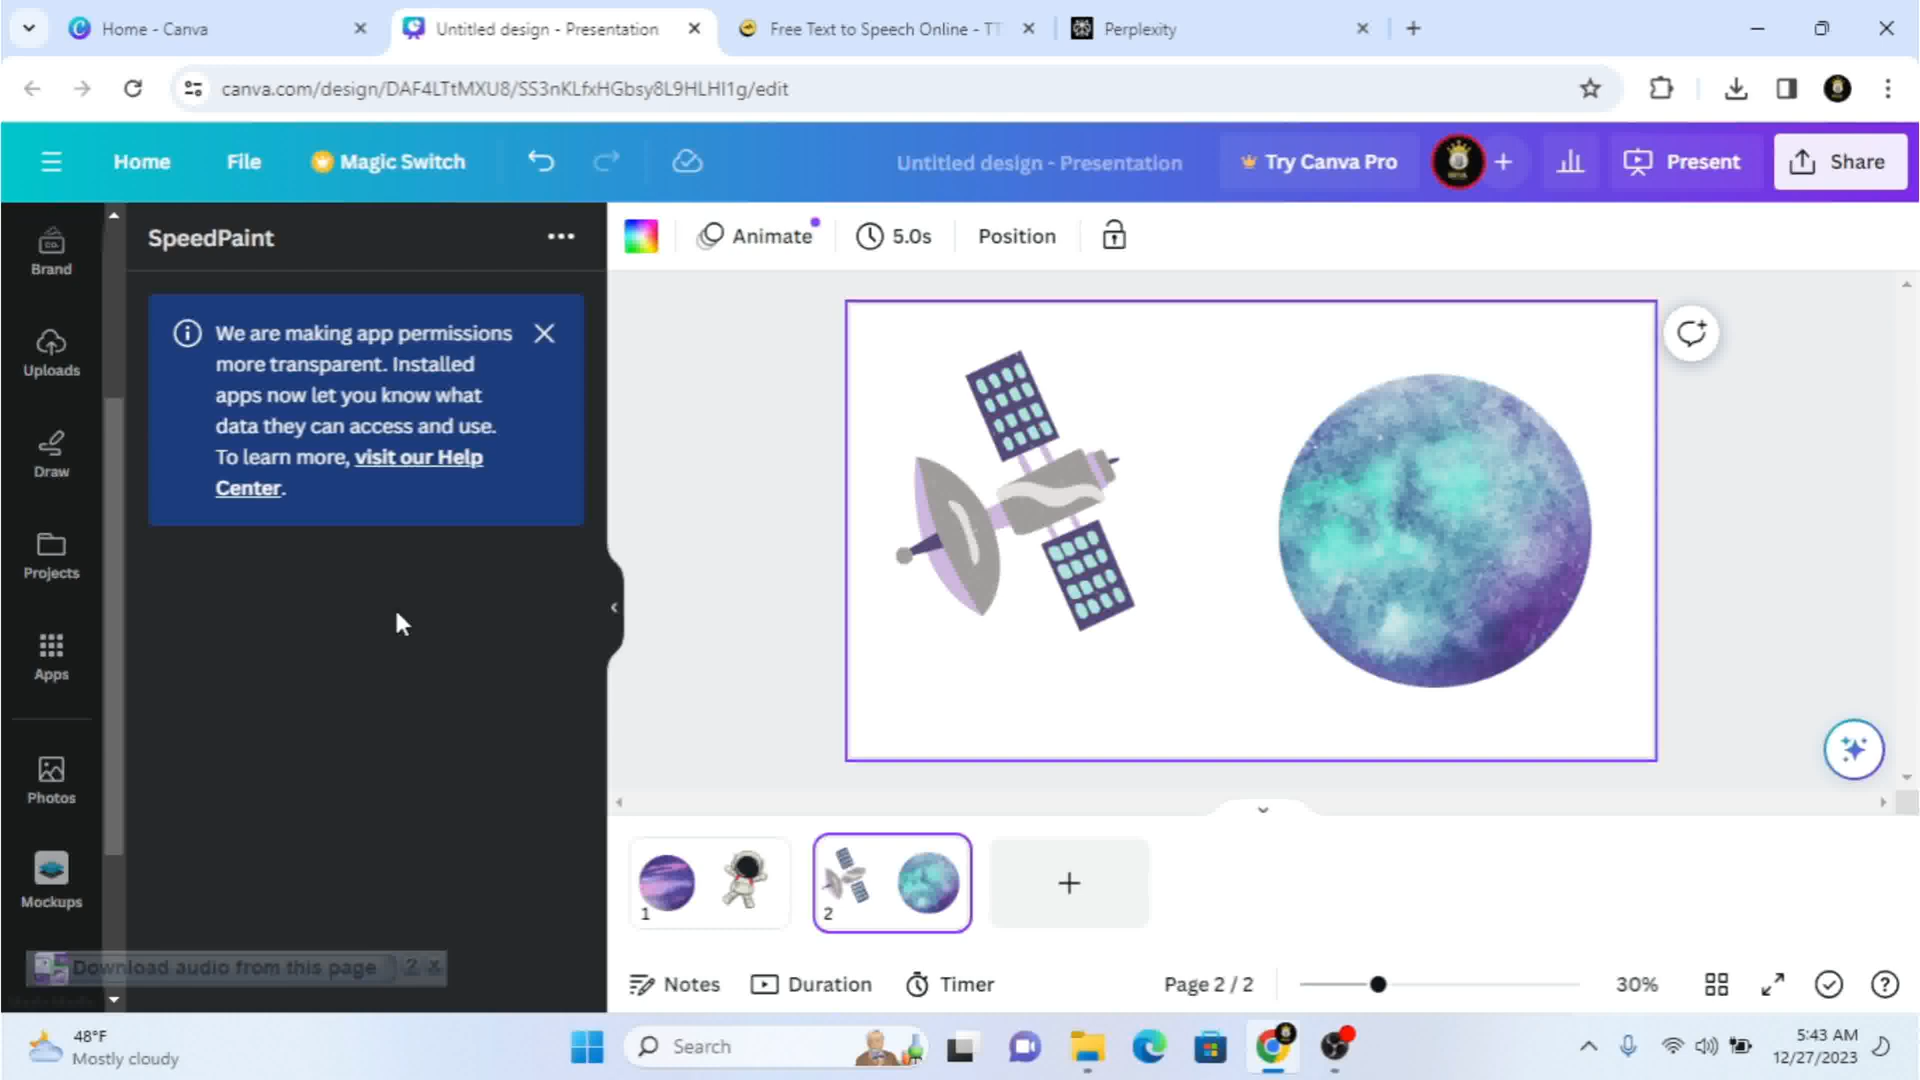 Home - Canva
Untitled design - Presentation
Free Text to Speech Online - TT
Perplexity
canva.com/design/DAF4LTtMXU8/SS3nKLfxHGbsy8L9HLHI1g/edit
Home
File
Magic Switch
Untitled design - Presentation
Try Canva Pro
Present
Share
CO.
Brand
Uploads
Draw
Projects
Apps
Photos
Mockups
SpeedPaint
We are making app permissions
more transparent. Installed
apps now let you know what
data they can access and use.
To learn more, visit our Help
Center.
Animate
5.0s
Position
1
2
Download audio from this page
?
x
Notes
Duration
Timer
Page 2 / 2
30%
48°F
Mostly cloudy
Search
5:43 AM
12/27/2023